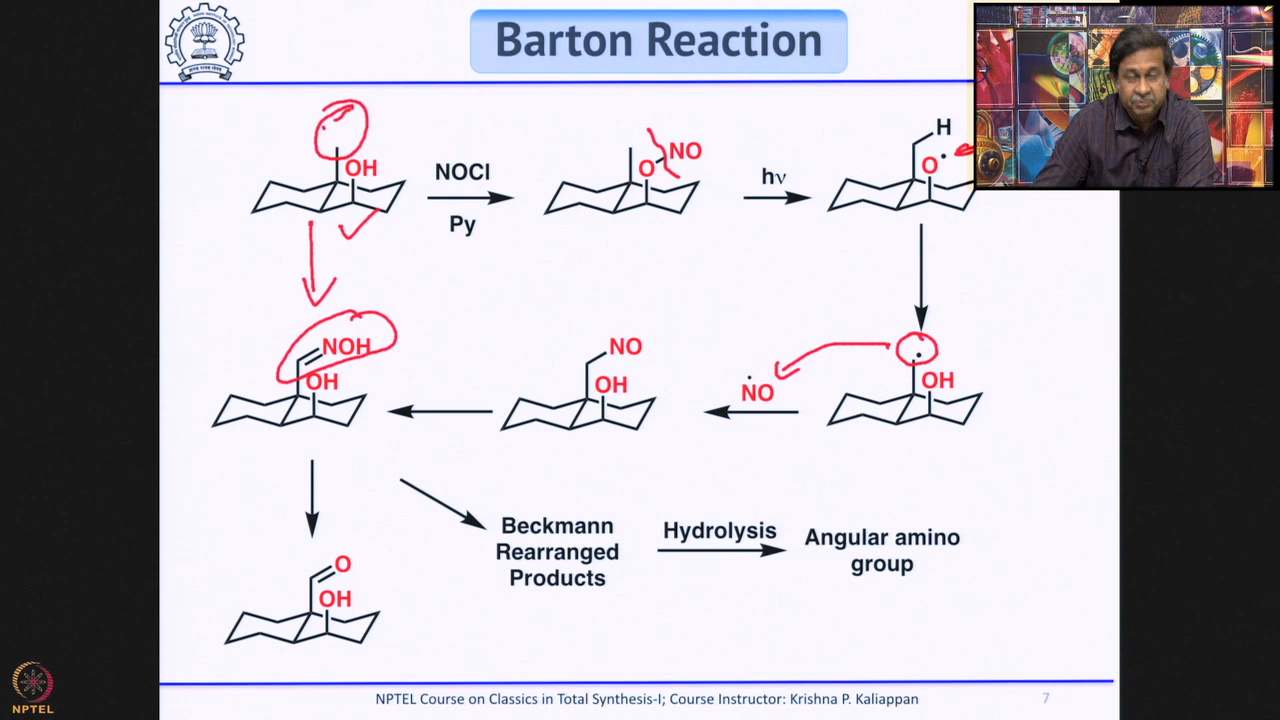 Barton Reaction
OH
NOCl
Py
O
NO
hν
H
O
NOH
OH
NO
OH
NO
OH
O
OH
Beckmann
Rearranged
Products
Hydrolysis
Angular amino
group
NPTEL Course on Classics in Total Synthesis-I; Course Instructor: Krishna P. Kaliappan
7
NPTEL